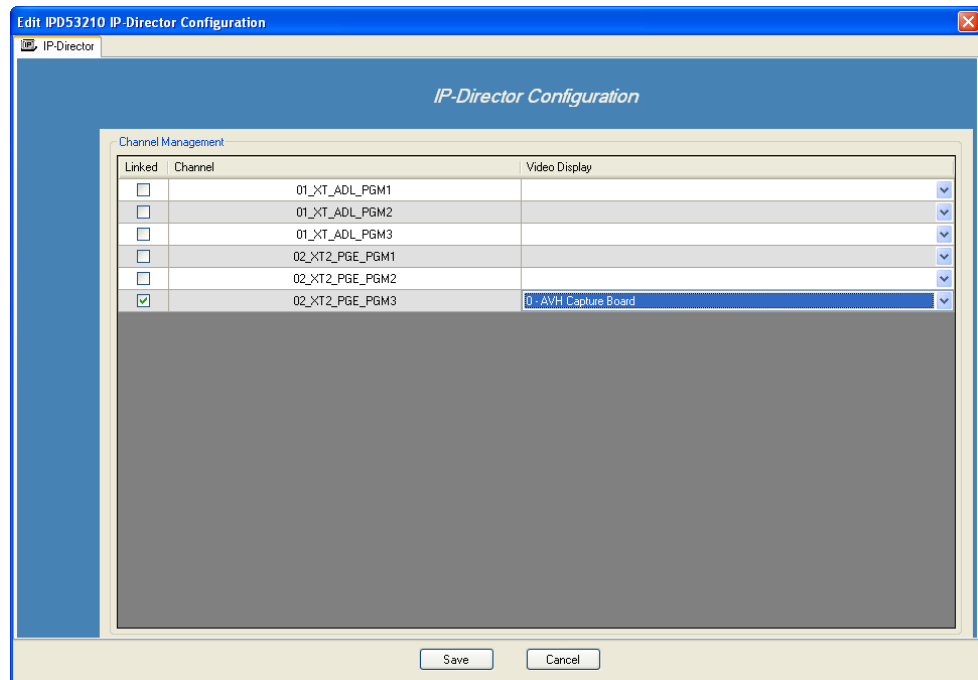 Edit IPD53210 IP-Director Configuration
IP-Director
IP-Director Configuration
Channel Management
Linked Channel Video Display
01_XT_ADL_PGM1
01_XT_ADL_PGM2
01_XT_ADL_PGM3
02_XT2_PGE_PGM1
02_XT2_PGE_PGM2
02_XT2_PGE_PGM3 0 - AVH Capture Board
Save Cancel